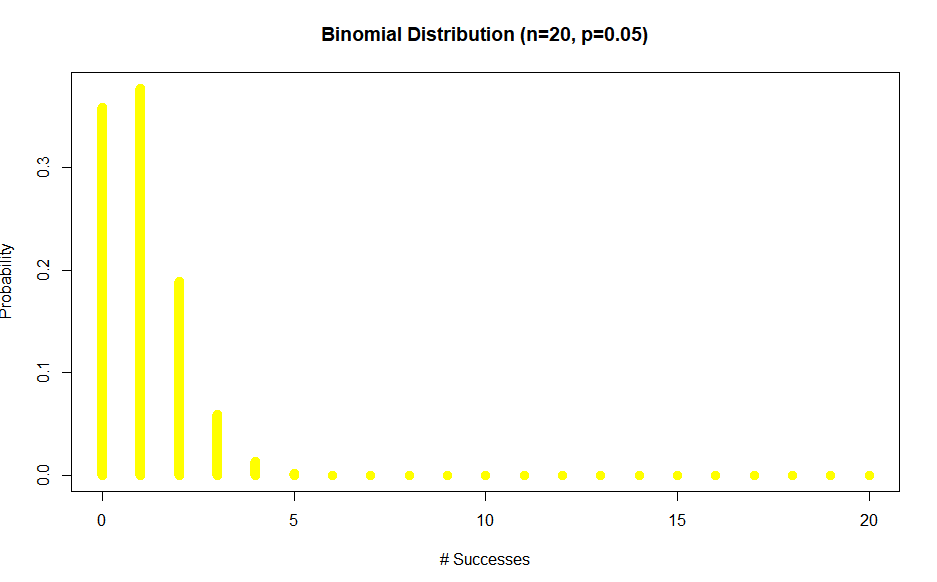 Binomial Distribution (n=20, p=0.05)
Probability
0.3
0.2
0.1
0.0
0 5 10 15 20
# Successes